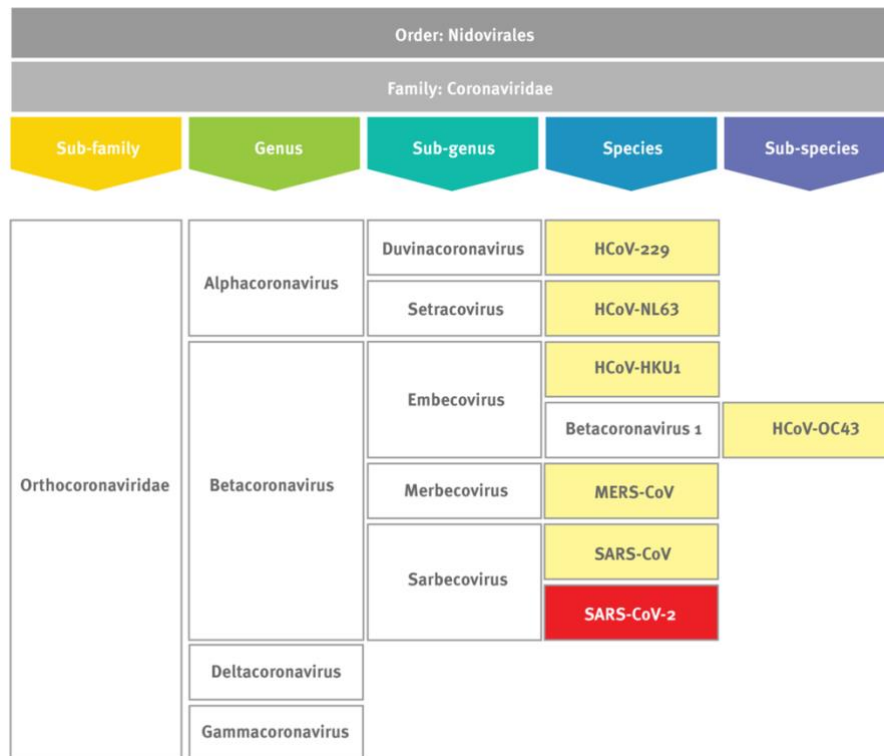 Order: Nidovirales
Family: Coronaviridae
Sub-family
Genus
Sub-genus
Species
Sub-species
Orthocoronaviridae
Alphacoronavirus
Duvinacoronavirus
HCoV-229
Setracovirus
HCoV-NL63
Betacoronavirus
Embecovirus
HCoV-HKU1
Betacoronavirus 1
HCoV-OC43
Merbecovirus
MERS-CoV
Sarbecovirus
SARS-CoV
SARS-CoV-2
Deltacoronavirus
Gammacoronavirus